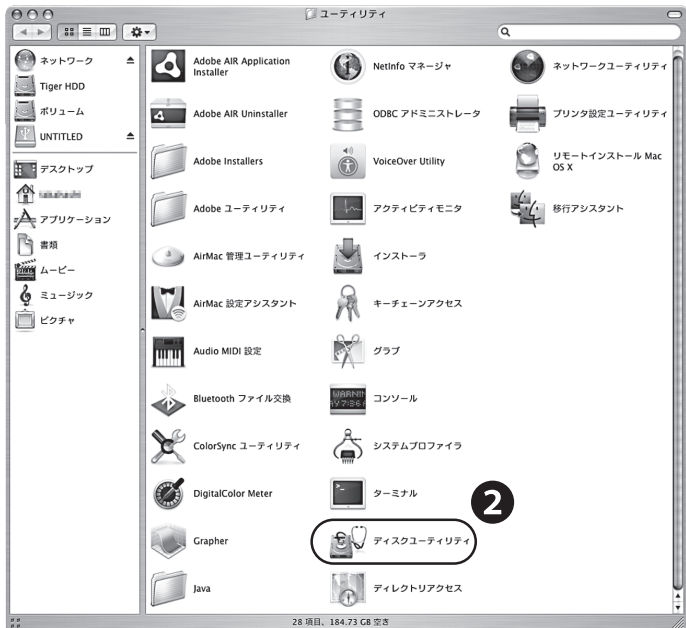 ユーティリティ
ネットワーク
Tiger HDD
ボリューム
UNTITLED
デスクトップ
アプリケーション
書類
ムービー
ミュージック
ピクチャ
Adobe AIR Application
Installer
Adobe AIR Uninstaller
Adobe Installers
Adobe ユーティリティ
AirMac 管理ユーティリティ
AirMac 設定アシスタント
Audio MIDI 設定
Bluetooth ファイル交換
ColorSync ユーティリティ
DigitalColor Meter
Grapher
Java
NetInfo マネージャ
ODBC アドミニストレータ
VoiceOver Utility
アクティビティモニタ
インストーラ
キーチェーンアクセス
グラブ
コンソール
システムプロファイラ
ターミナル
2
ディスクユーティリティ
ディレクトリアクセス
ネットワークユーティリティ
プリンタ設定ユーティリティ
リモートインストール Mac
OS X
移行アシスタント
28 項目、184.73 GB 空き